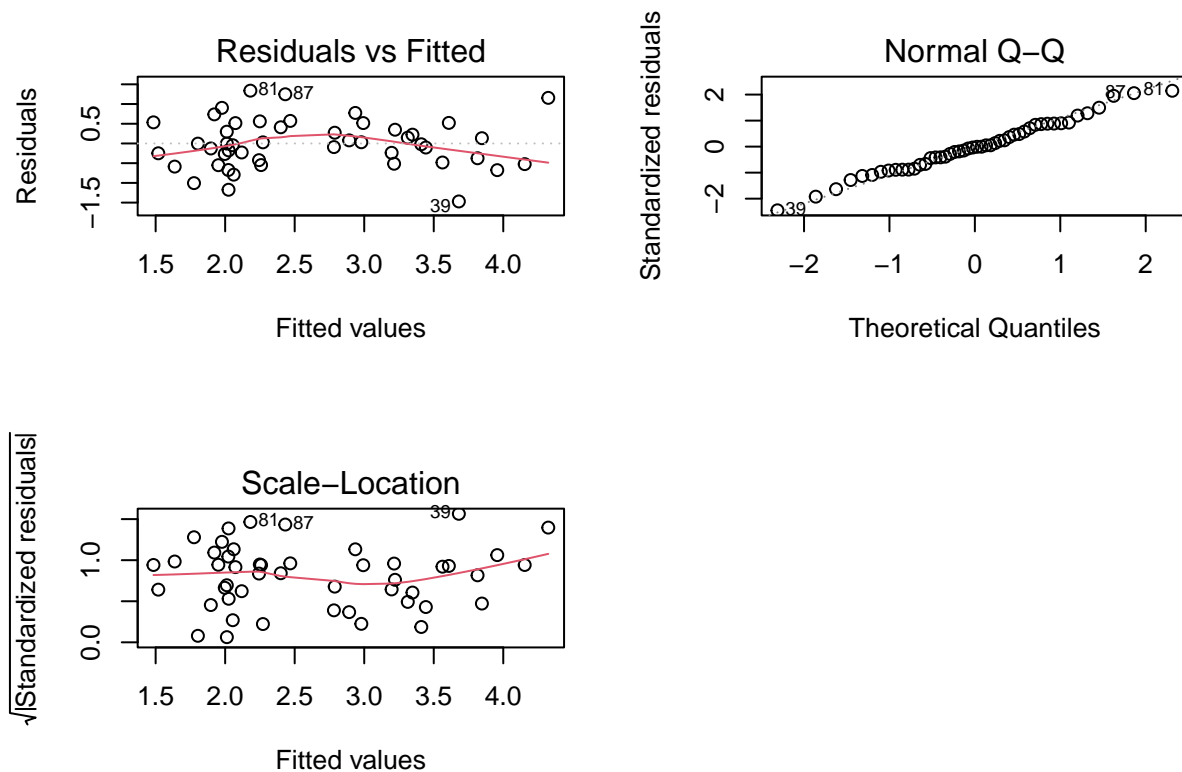 Residuals vs Fitted
Residuals
0.5
−1.5
81
87
39
1.5 2.0 2.5 3.0 3.5 4.0
Fitted values
Normal Q−Q
Standardized residuals
2
0
−2
87
81
39
−2 −1 0 1 2
Theoretical Quantiles
Scale−Location
√|Standardized residuals|
1.0
0.0
81
87
39
1.5 2.0 2.5 3.0 3.5 4.0
Fitted values